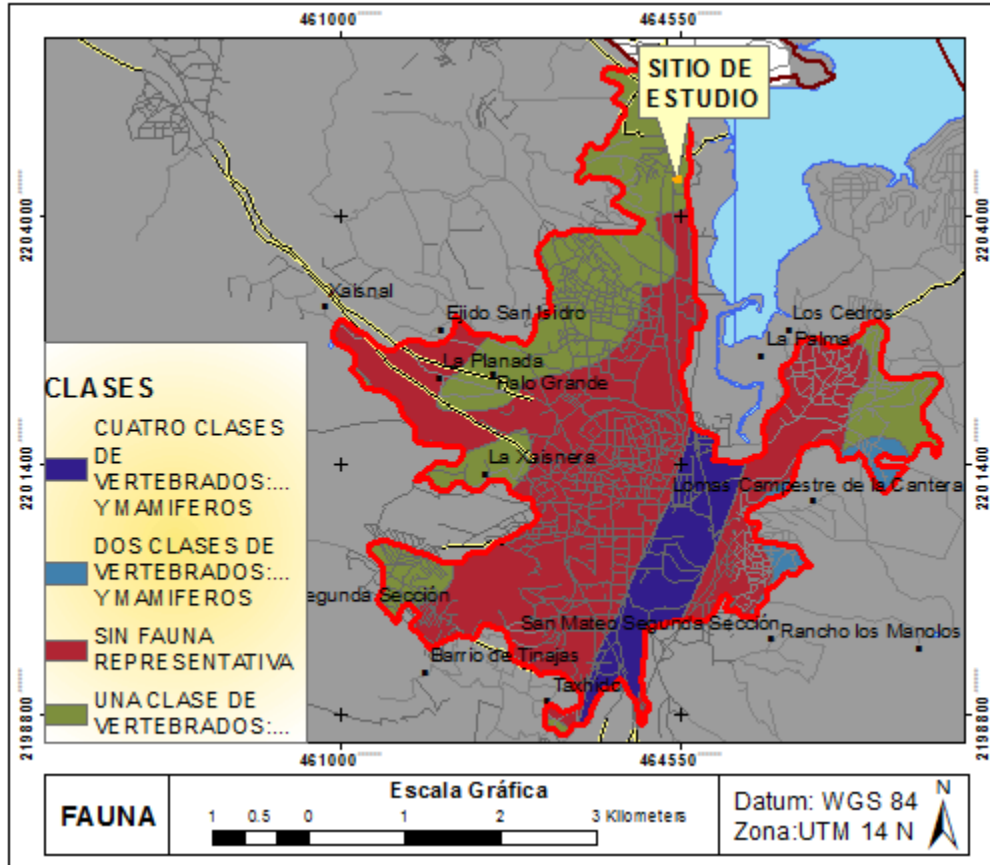 461000
464550
SITIO DE
ESTUDIO
2204000
2204000
Xaisnal
Ejido San Isidro
Los Cedros
La Palma
La Planada
Palo Grande
CLASES
CUATRO CLASES
DE
VERTEBRADOS:...
Y MAMIFEROS
DOS CLASES DE
VERTEBRADOS:...
Y MAMIFEROS
SIN FAUNA
REPRESENTATIVA
UNA CLASE DE
VERTEBRADOS:...
2201400
2201400
La Xaisnera
Lomas Campestre de la Cantera
egunda Sección
San Mateo Segunda Sección
Rancho los Manolos
Barrio de Tinajas
Taxhido
2198800
2198800
461000
464550
FAUNA
Escala Gráfica
1 0.5 0 1 2 3 Kilometers
Datum: WGS 84
Zona:UTM 14 N
N